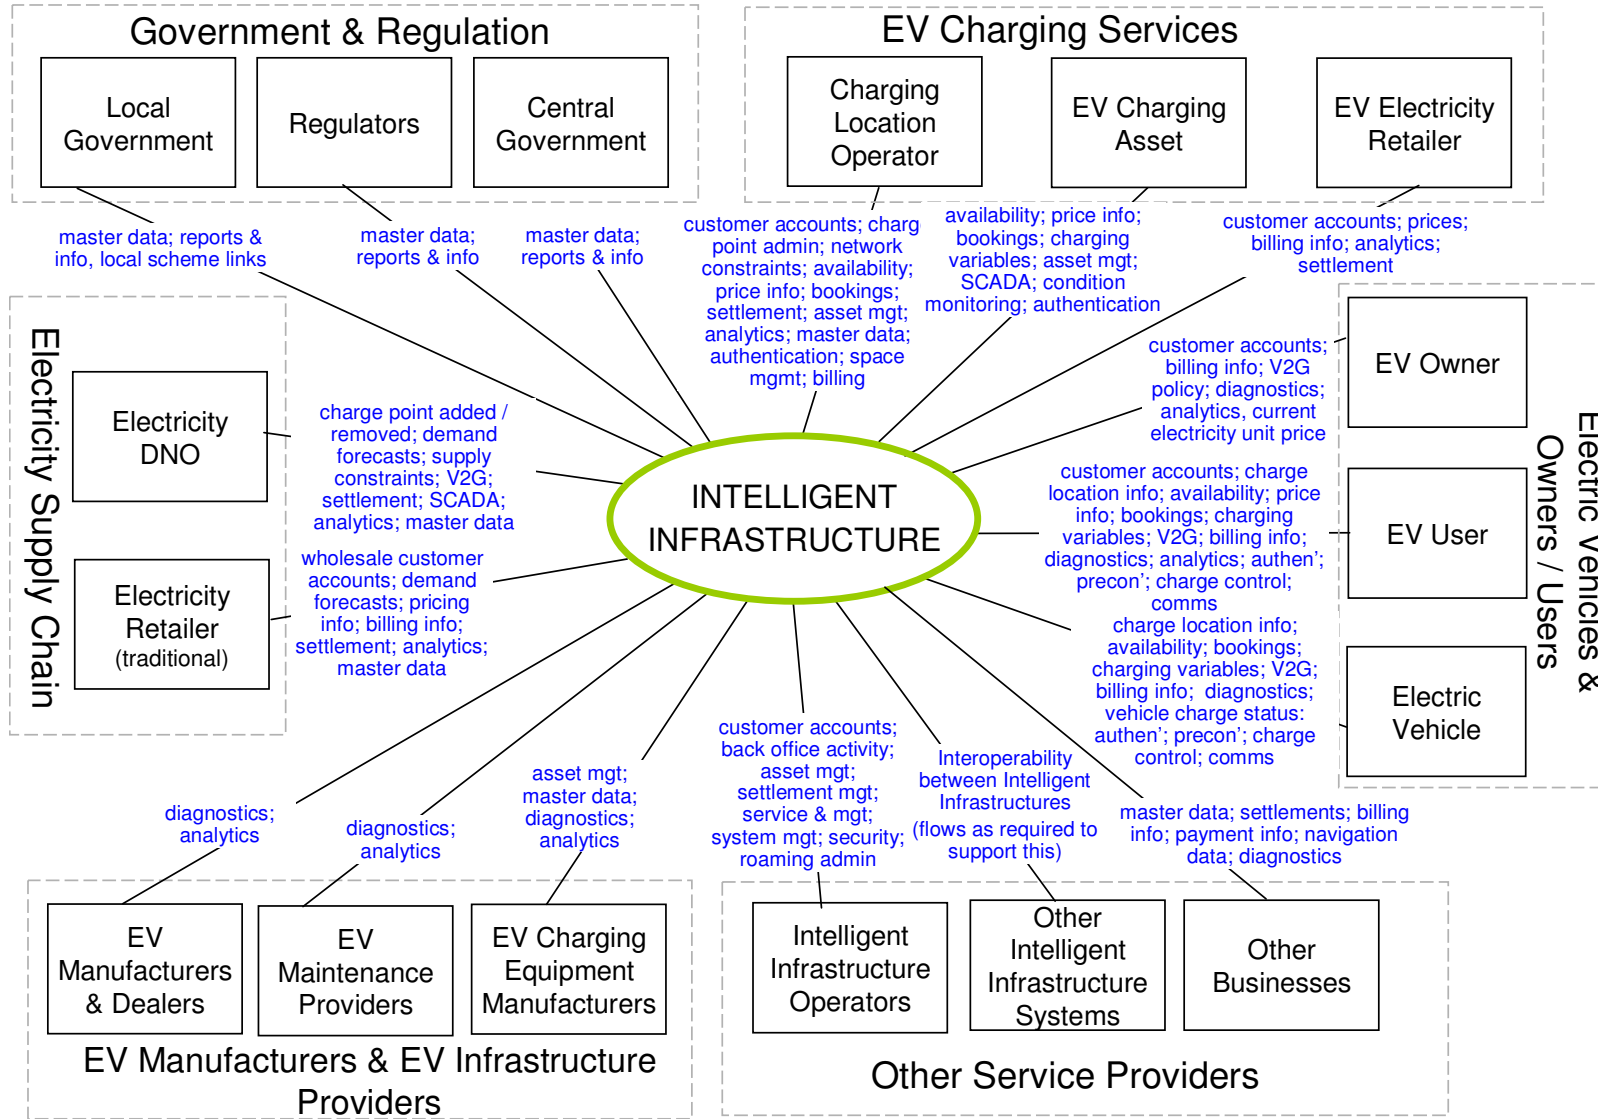 Government & Regulation
Local
Government
Regulators
Central
Government
master data; reports &
info, local scheme links
master data;
reports & info
master data;
reports & info
EV Charging Services
Charging
Location
Operator
EV Charging
Asset
EV Electricity
Retailer
customer accounts; charg
point admin; network
constraints; availability;
price info; bookings;
settlement; asset mgt;
analytics; master data;
authentication; space
mgmt; billing
availability; price info;
bookings; charging
variables; asset mgt;
SCADA; condition
monitoring; authentication
customer accounts; prices;
billing info; analytics;
settlement
Electricity Supply Chain
Electricity
DNO
Electricity
Retailer
(traditional)
charge point added /
removed; demand
forecasts; supply
constraints; V2G;
settlement; SCADA;
analytics; master data
wholesale customer
accounts; demand
forecasts; pricing
info; billing info;
settlement; analytics;
master data
INTELLIGENT
INFRASTRUCTURE
customer accounts;
billing info; V2G
policy; diagnostics;
analytics, current
electricity unit price
EV Owner
customer accounts; charge
location info; availability; price
info; bookings; charging
variables; V2G; billing info;
diagnostics; analytics; authen’;
precon’; charge control;
comms
EV User
charge location info;
availability; bookings;
charging variables; V2G;
billing info; diagnostics;
vehicle charge status:
authen’; precon’; charge
control; comms
Electric
Vehicle
Electric Vehicles &
Owners / Users
diagnostics;
analytics
diagnostics;
analytics
asset mgt;
master data;
diagnostics;
analytics
EV
Manufacturers
& Dealers
EV
Maintenance
Providers
EV Charging
Equipment
Manufacturers
EV Manufacturers & EV Infrastructure
Providers
customer accounts;
back office activity;
asset mgt;
settlement mgt;
service & mgt;
system mgt; security;
roaming admin
Interoperability
between Intelligent
Infrastructures
(flows as required to
support this)
master data; settlements; billing
info; payment info; navigation
data; diagnostics
Intelligent
Infrastructure
Operators
Other
Intelligent
Infrastructure
Systems
Other
Businesses
Other Service Providers